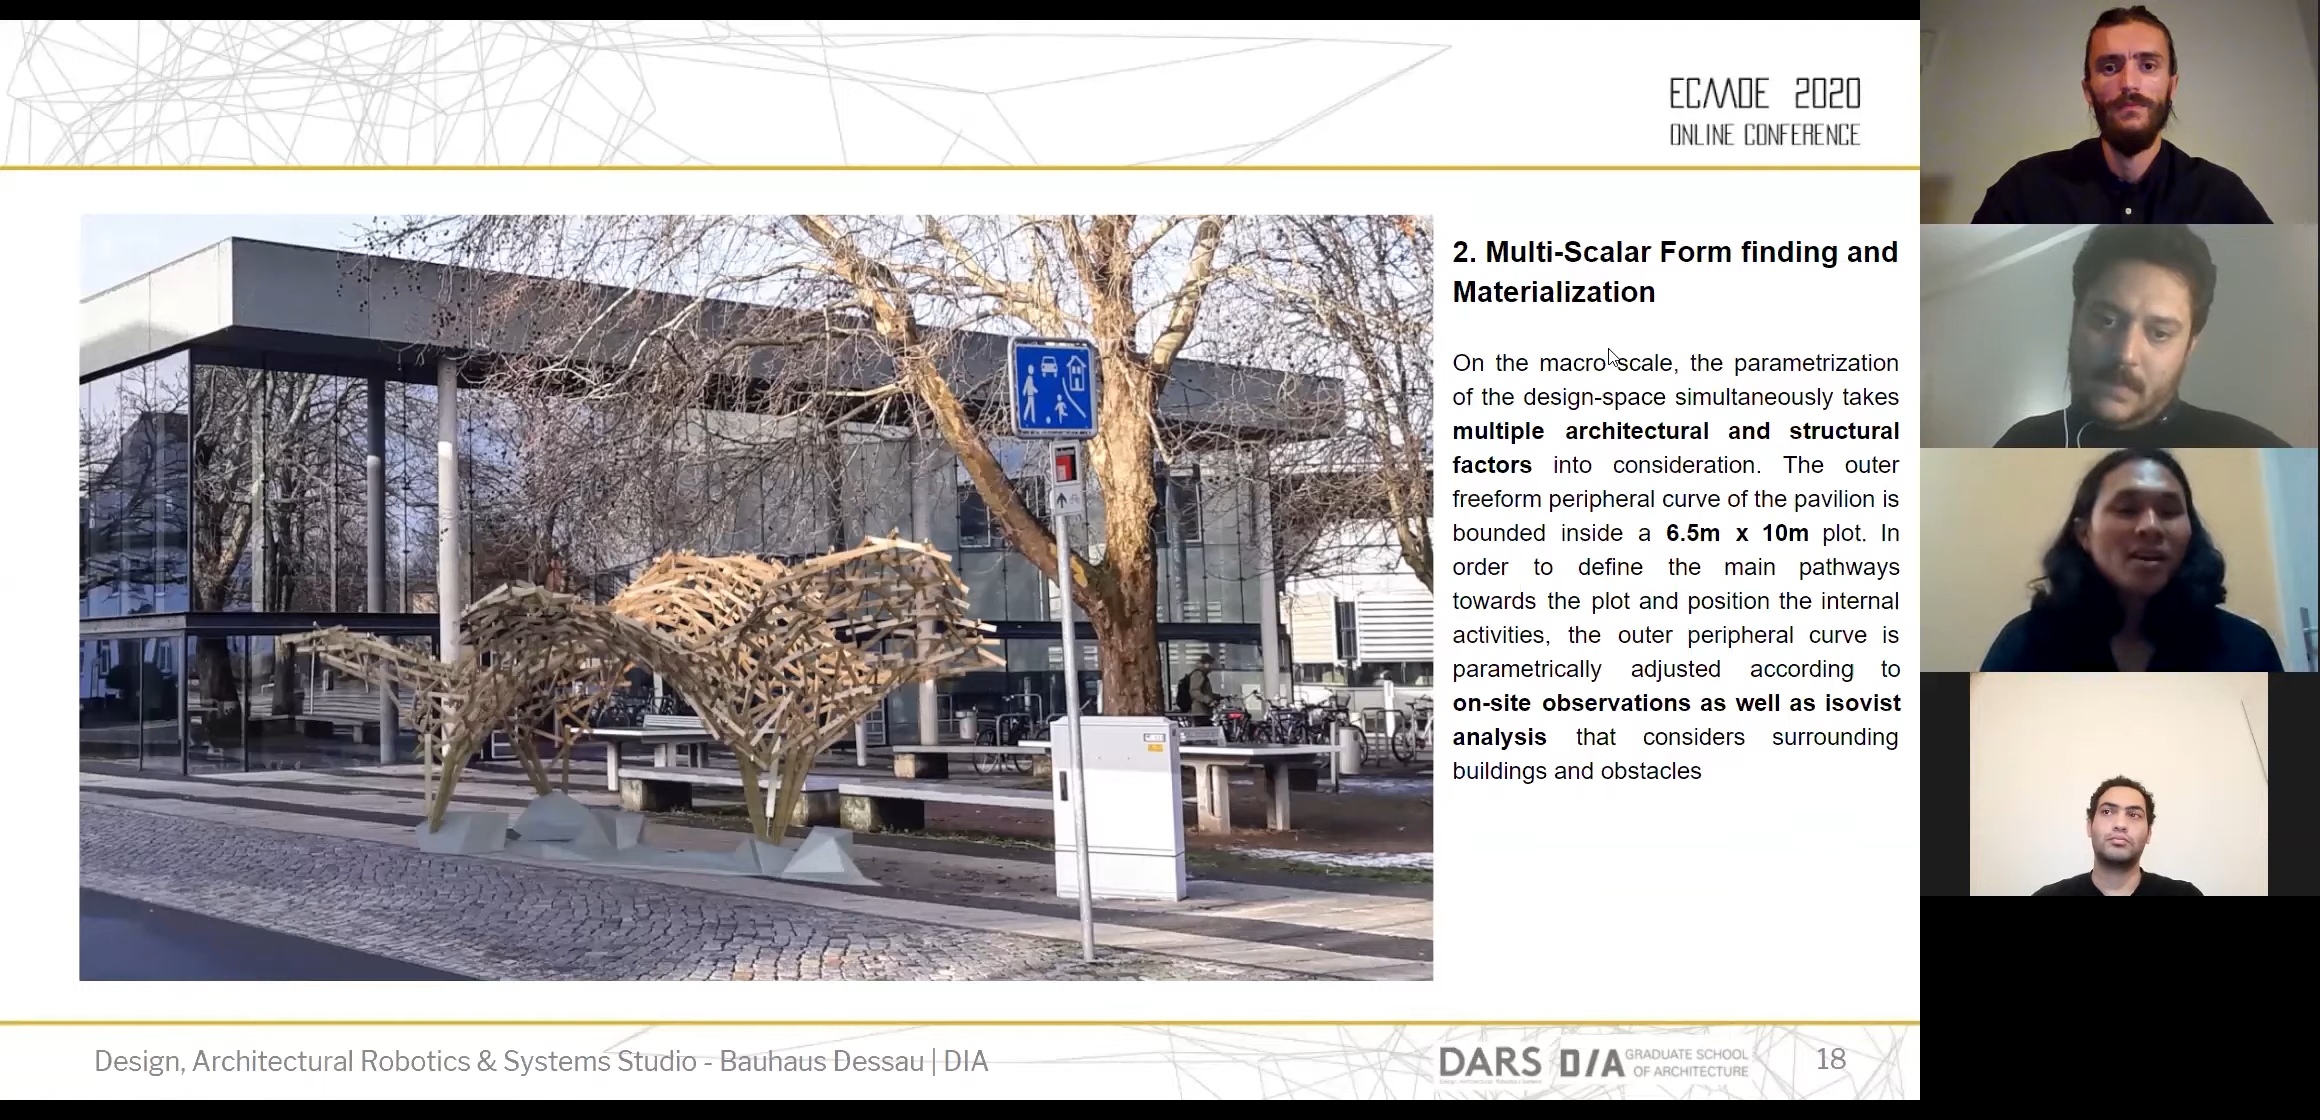 ECAADE 2020
ONLINE CONFERENCE
2. Multi-Scalar Form finding and
Materialization
On the macro-scale, the parametrization
of the design-space simultaneously takes
multiple architectural and structural
factors into consideration. The outer
freeform peripheral curve of the pavilion is
bounded inside a 6.5m x 10m plot. In
order to define the main pathways
towards the plot and position the internal
activities, the outer peripheral curve is
parametrically adjusted according to
on-site observations as well as isovist
analysis that considers surrounding
buildings and obstacles
Design, Architectural Robotics & Systems Studio - Bauhaus Dessau | DIA
DARS
D/A GRADUATE SCHOOL
OF ARCHITECTURE
18